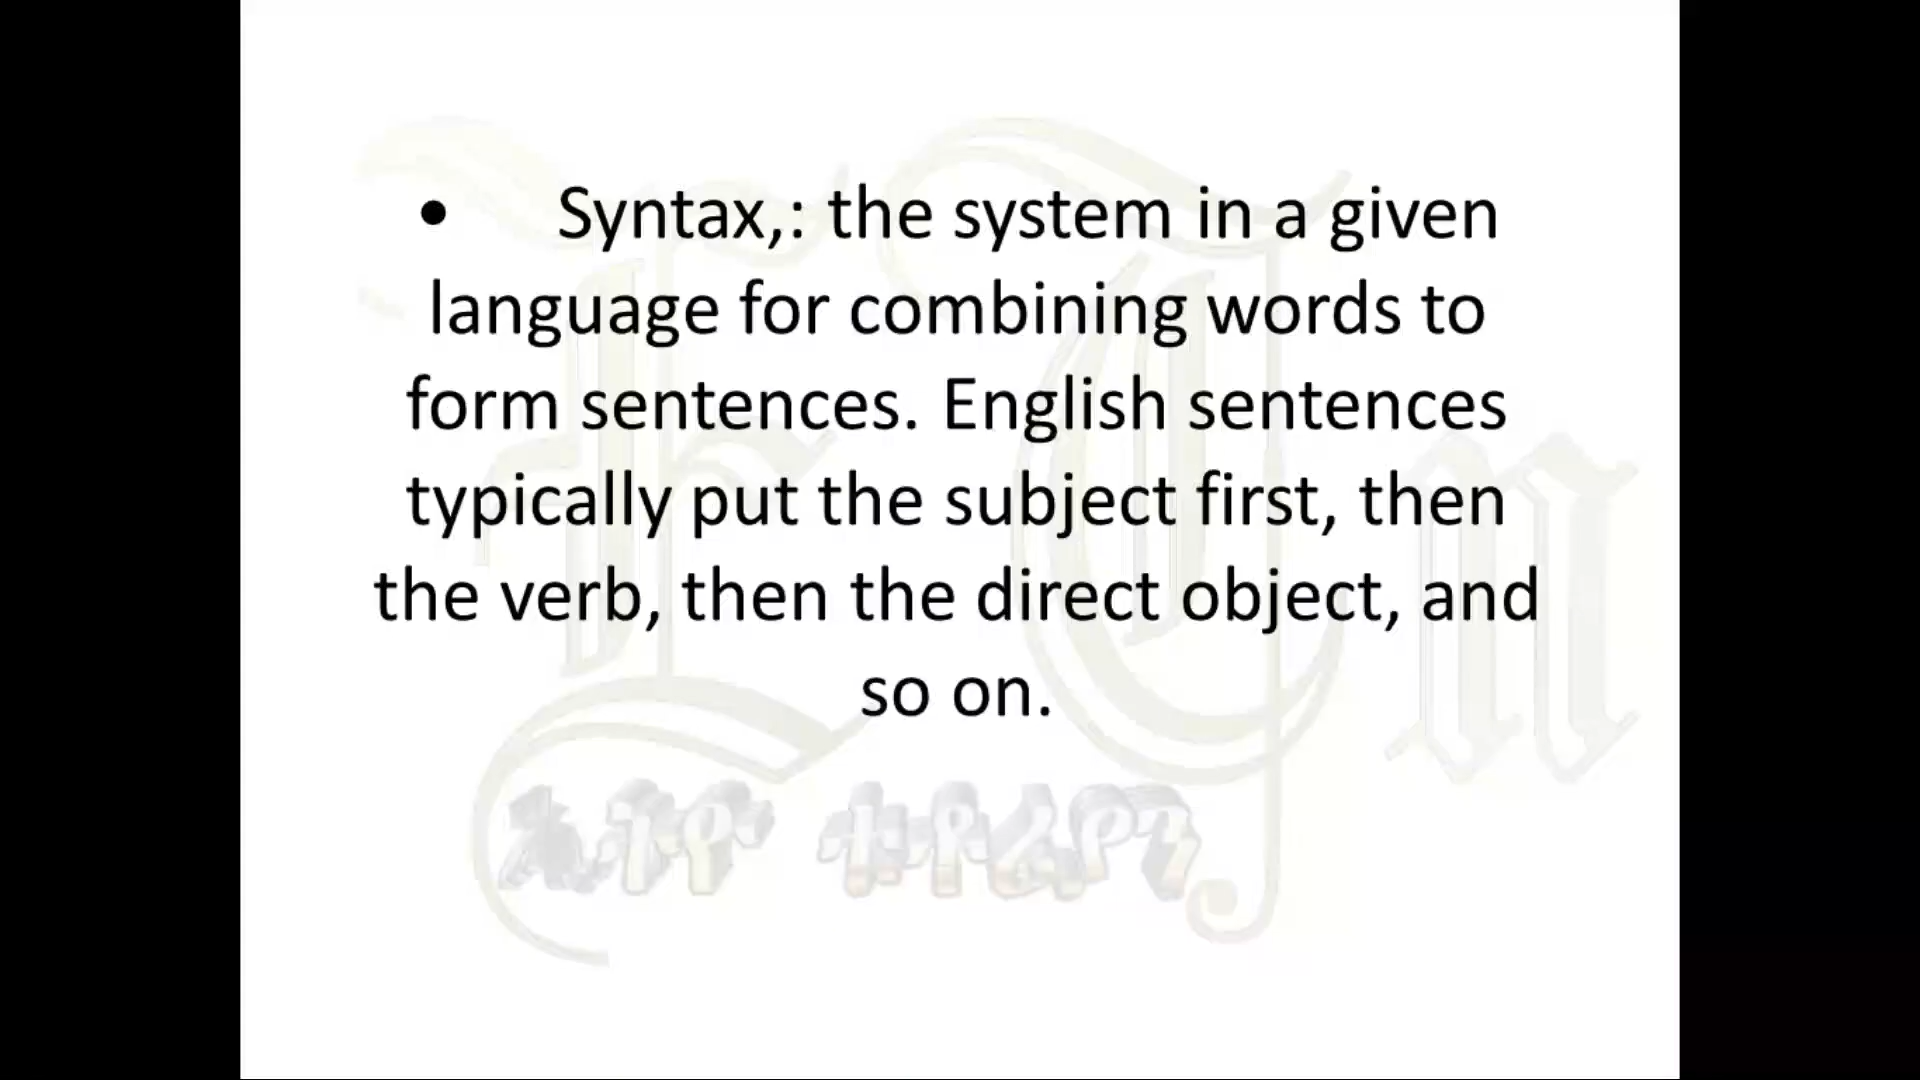 • Syntax,: the system in a given
language for combining words to
form sentences. English sentences
typically put the subject first, then
the verb, then the direct object, and
so on.